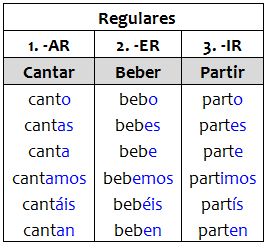 Regulares
1. -AR 2. -ER 3. -IR
Cantar Beber Partir
canto bebo parto
cantas bebes partes
canta bebe parte
cantamos bebemos partimos
cantáis bebéis partís
cantan beben parten